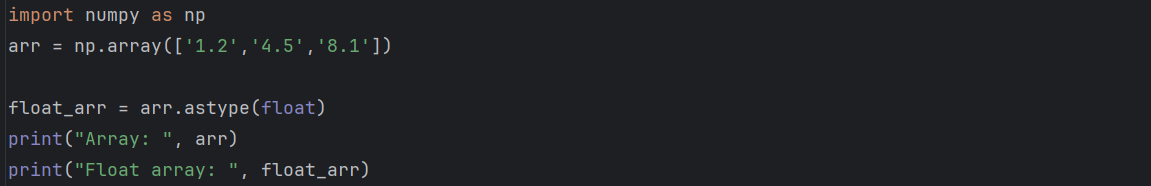 import numpy as np
arr = np.array(['1.2','4.5','8.1'])
float_arr = arr.astype(float)
print("Array: ", arr)
print("Float array: ", float_arr)